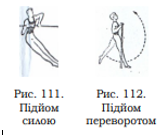 Рис. 111.
Підйом
силою
Рис. 112.
Підйом
переворотом